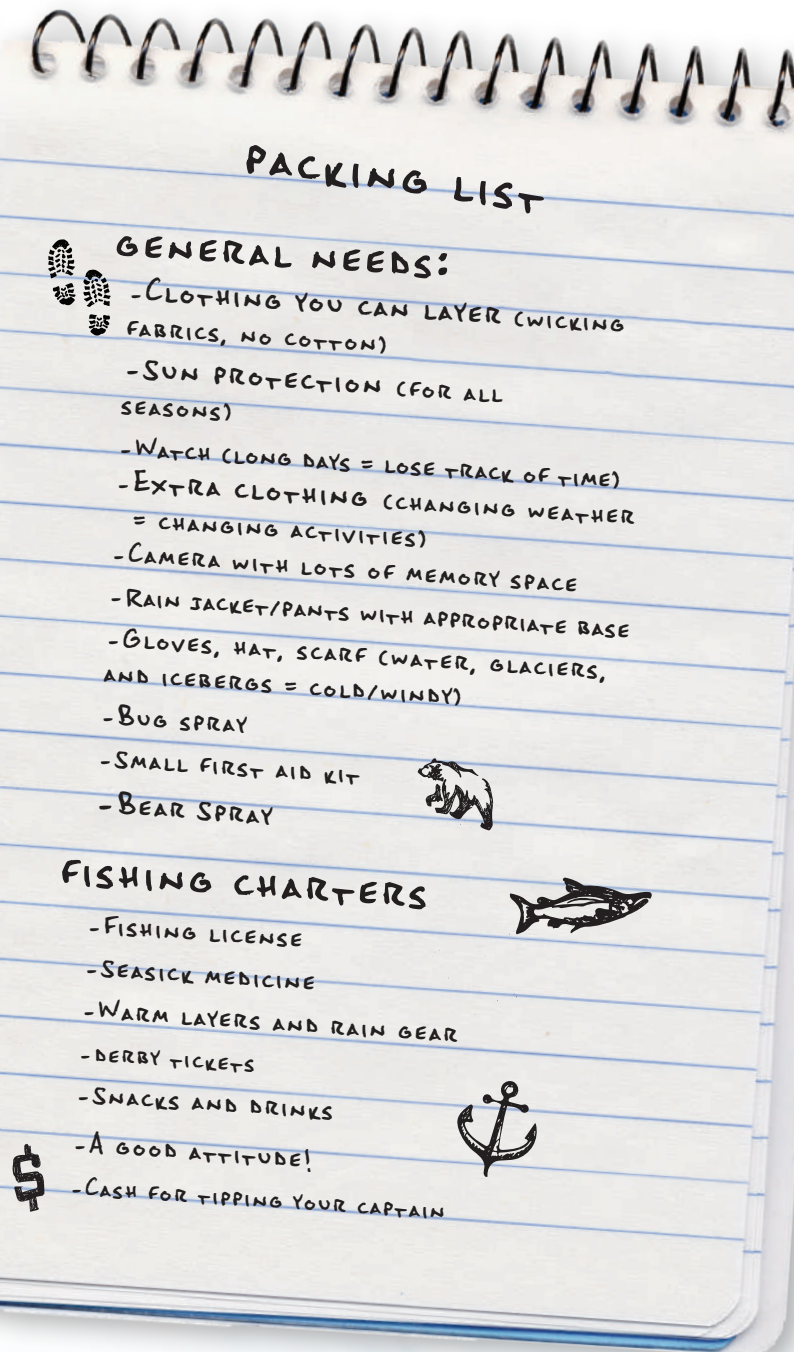 PACKING LIST
GENERAL NEEDS:
-CLOTHING YOU CAN LAYER (WICKING
FABRICS, NO COTTON)
-SUN PROTECTION (FOR ALL
SEASONS)
-WATCH (LONG DAYS = LOSE TRACK OF TIME)
-EXTRA CLOTHING (CHANGING WEATHER
= CHANGING ACTIVITIES)
-CAMERA WITH LOTS OF MEMORY SPACE
-RAIN JACKET/PANTS WITH APPROPRIATE BASE
-GLOVES, HAT, SCARF (WATER, GLACIERS,
AND ICEBERGS = COLD/WINDY)
-BUG SPRAY
-SMALL FIRST AID KIT
-BEAR SPRAY
FISHING CHARTERS
-FISHING LICENSE
-SEASICK MEDICINE
-WARM LAYERS AND RAIN GEAR
-DERBY TICKETS
-SNACKS AND DRINKS
-A GOOD ATTITUDE!
$
-CASH FOR TIPPING YOUR CAPTAIN